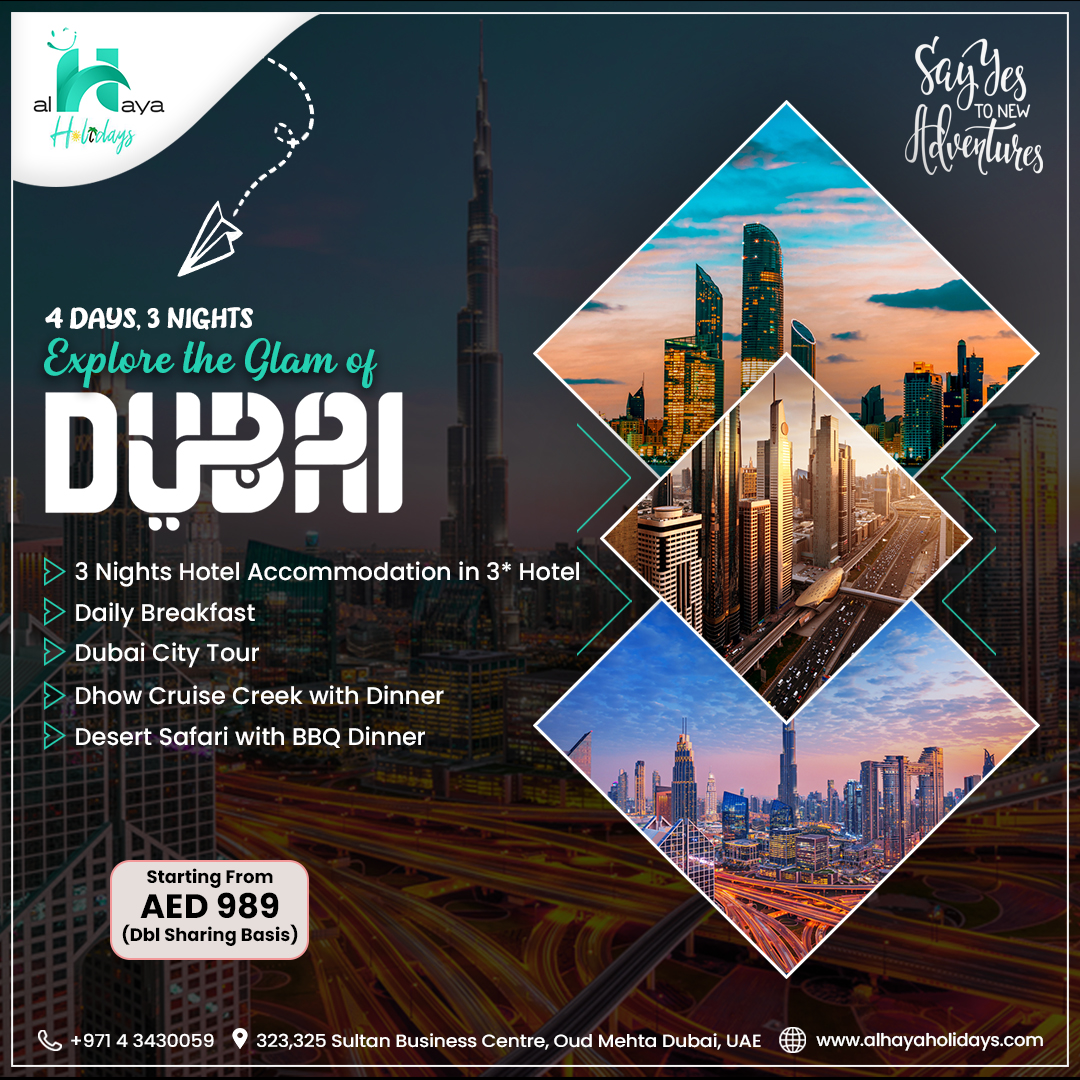 al Haya
Holidays
Say Yes
TO NEW
Adventures
4 DAYS, 3 NIGHTS
Explore the Glam of
DUBAI
3 Nights Hotel Accommodation in 3* Hotel
Daily Breakfast
Dubai City Tour
Dhow Cruise Creek with Dinner
Desert Safari with BBQ Dinner
Starting From
AED 989
(Dbl Sharing Basis)
+971 4 3430059 323,325 Sultan Business Centre, Oud Mehta Dubai, UAE www.alhayaholidays.com